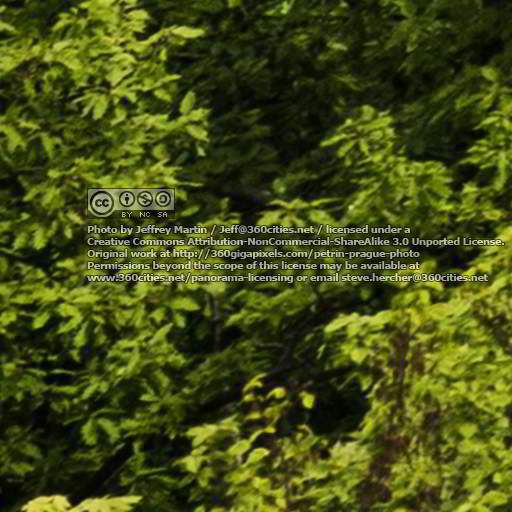 cc
BY NC SA
Photo by Jeffrey Martin / Jeff@360cities.net / licensed under a
Creative Commons Attribution-NonCommercial-ShareAlike 3.0 Unported License.
Original work at http://360gigapixels.com/petrin-prague-photo
Permissions beyond the scope of this license may be available at
www.360cities.net/panorama-licensing or email steve.hercher@360cities.net